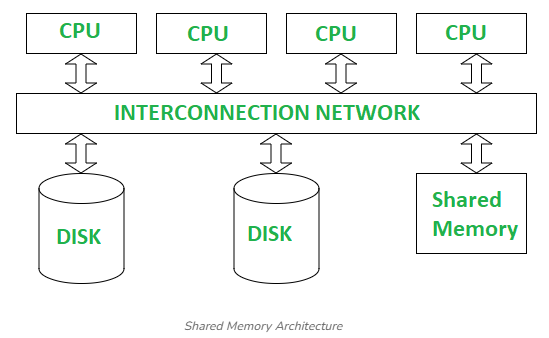 CPU
CPU
CPU
CPU
INTERCONNECTION NETWORK
DISK
DISK
Shared
Memory
Shared Memory Architecture